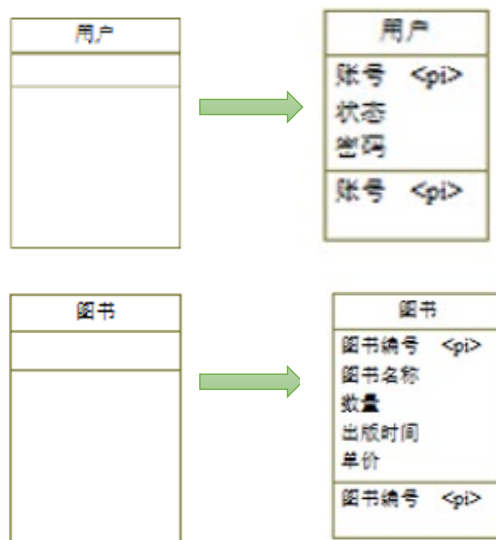 用户
用户
账号 <pi>
状态
密码
账号 <pi>
图书
图书
图书编号 <pi>
图书名称
数量
出版时间
单价
图书编号 <pi>